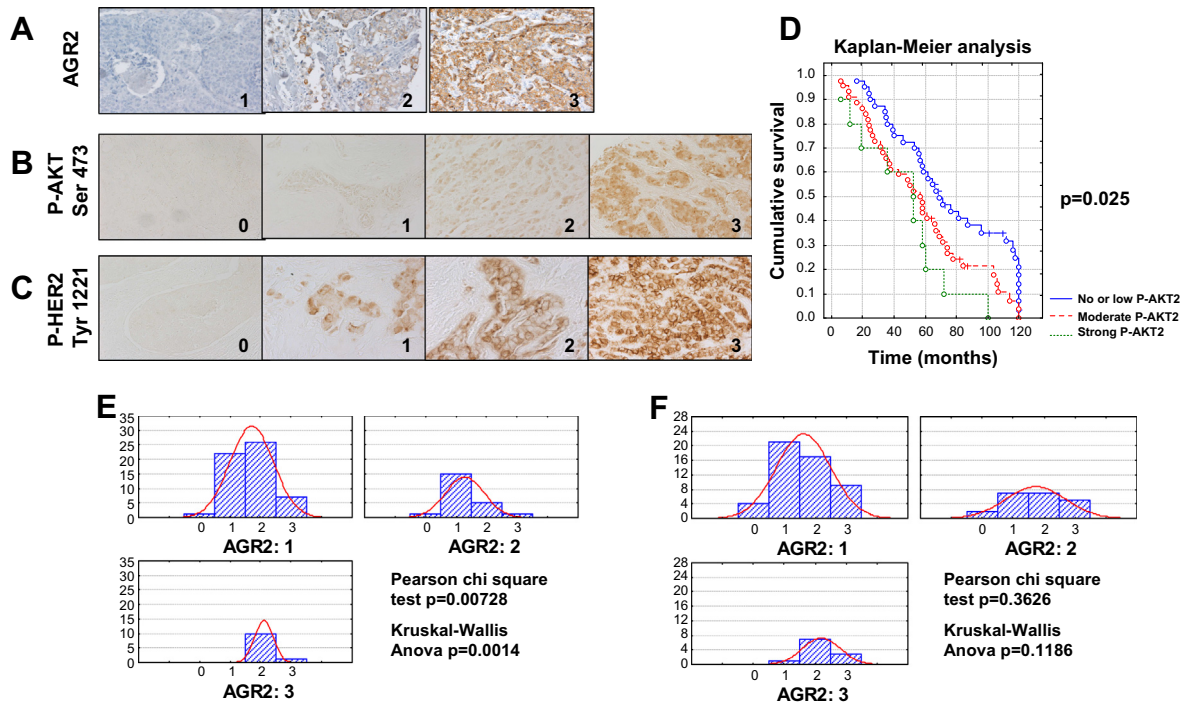 A
AGR2
1
2
3
B
P-AKT
Ser 473
0
1
2
3
C
P-HER2
Tyr 1221
0
1
2
3
D
Kaplan-Meier analysis
Cumulative survival
1.0
0.9
0.8
0.7
0.6
0.5
0.4
0.3
0.2
0.1
0.0
0 20 40 60 80 100 120
Time (months)
p=0.025
No or low P-AKT2
Moderate P-AKT2
Strong P-AKT2
E
35
30
25
20
15
10
5
0
0 1 2 3
AGR2: 1
0 1 2 3
AGR2: 2
35
30
25
20
15
10
5
0
0 1 2 3
AGR2: 3
Pearson chi square
test p=0.00728
Kruskal-Wallis
Anova p=0.0014
F
28
24
20
16
12
8
4
0
0 1 2 3
AGR2: 1
0 1 2 3
AGR2: 2
28
24
20
16
12
8
4
0
0 1 2 3
AGR2: 3
Pearson chi square
test p=0.3626
Kruskal-Wallis
Anova p=0.1186